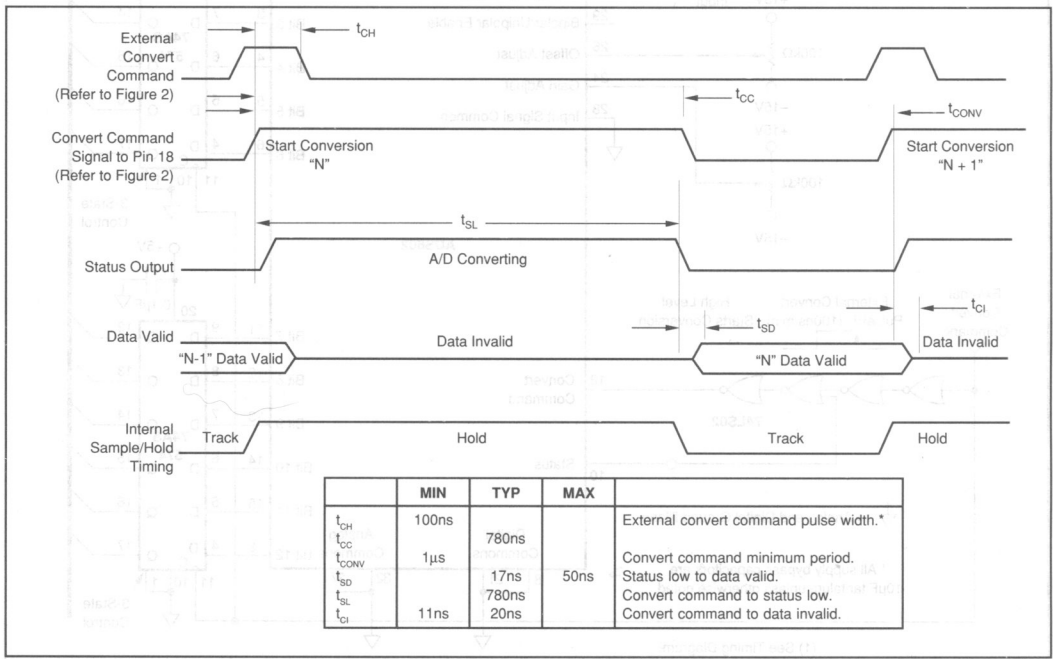 External
Convert
Command
(Refer to Figure 2)
t_CH
t_CC
t_CONV
Convert Command
Signal to Pin 18
(Refer to Figure 2)
Start Conversion
“N”
Start Conversion
“N + 1”
t_SL
Status Output
A/D Converting
t_CI
t_SD
Data Valid
“N-1” Data Valid
Data Invalid
“N” Data Valid
Data Invalid
Internal
Sample/Hold
Timing
Track
Hold
Track
Hold
MIN TYP MAX
t_CH 100ns External convert command pulse width.*
t_CC 780ns
t_CONV 1µs Convert command minimum period.
t_SD 17ns 50ns Status low to data valid.
t_SL 780ns Convert command to status low.
t_CI 11ns 20ns Convert command to data invalid.